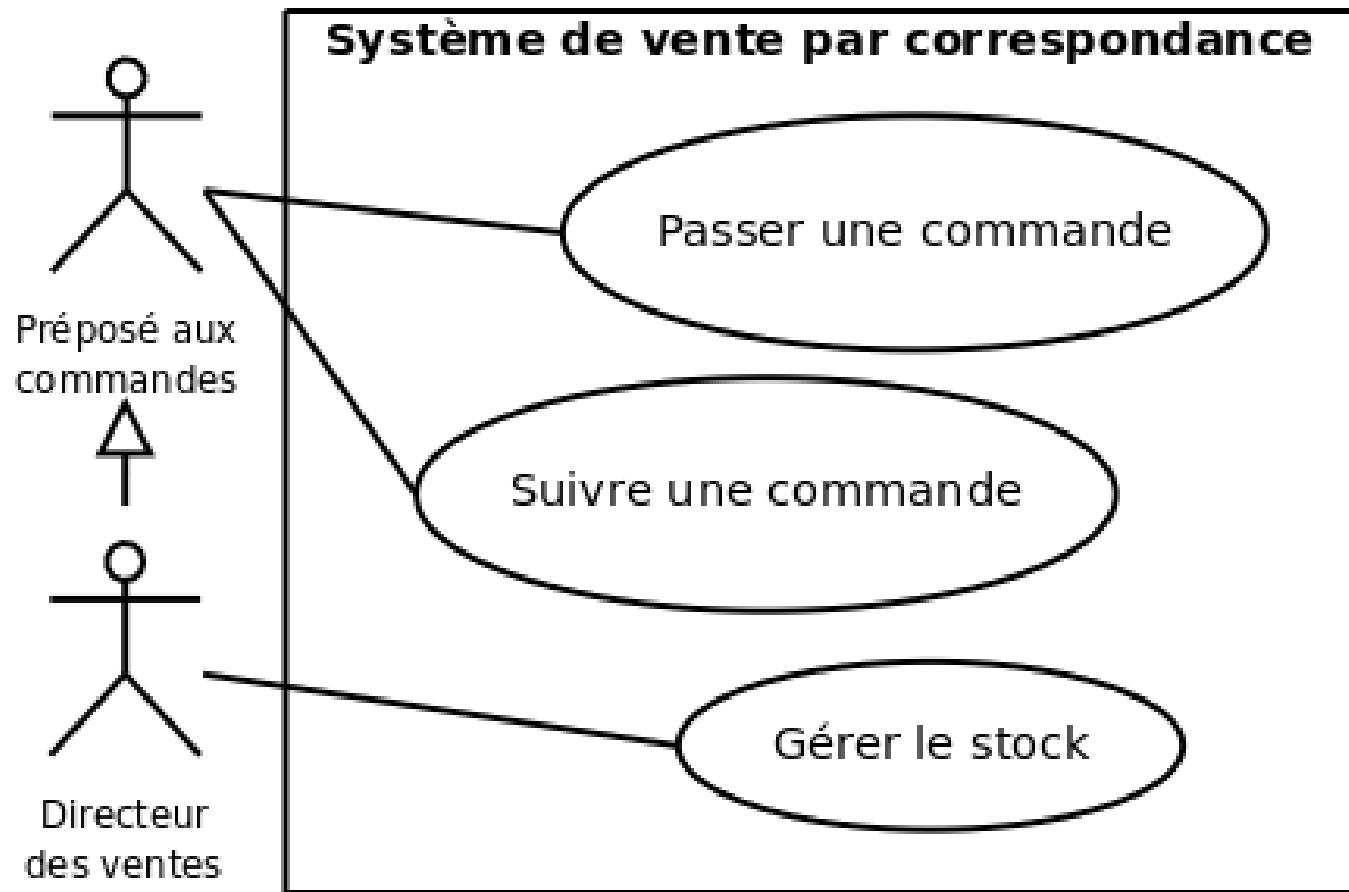 Système de vente par correspondance
Passer une commande
Préposé aux
commandes
Suivre une commande
Gérer le stock
Directeur
des ventes